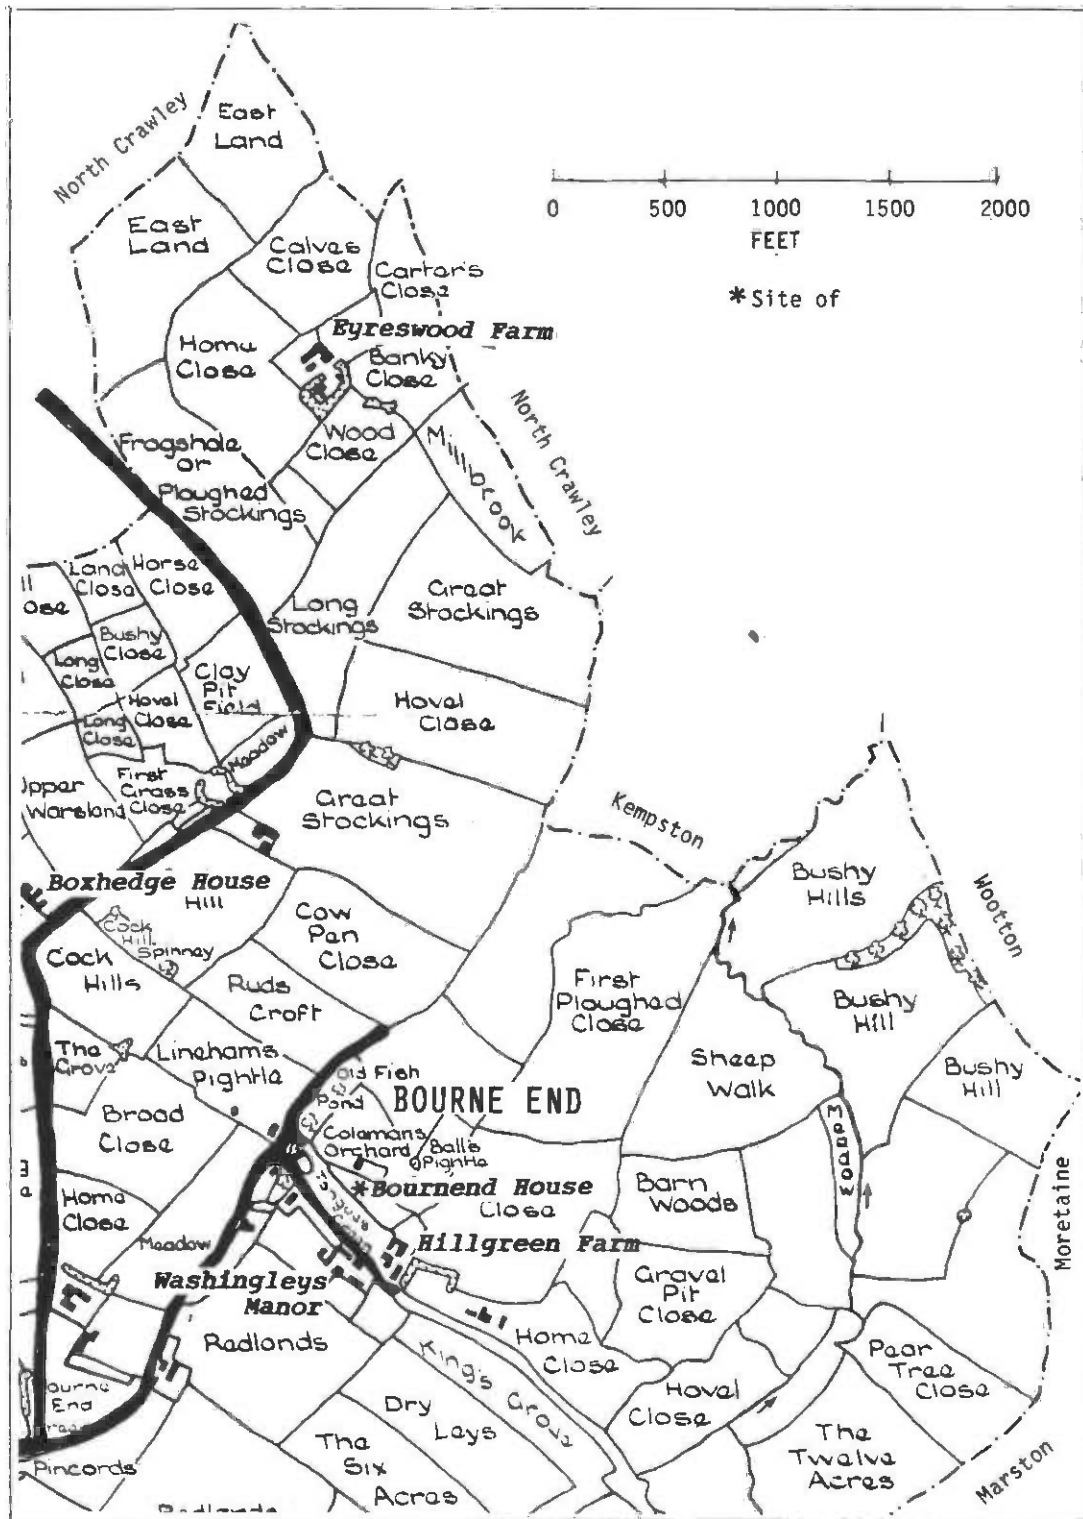 North Crawley
East
Land
East
Land
Calves
Close
Carter's
Close
0 500 1000 1500 2000
FEET
* Site of
Eyreswood Farm
Home
Close
Banky
Close
Wood
Close
Millbrook
North Crawley
Frogshole
or
Ploughed
Stockings
Land
Close
Horse
Close
Bushy
Close
Long
Close
Clay
Pit
Field
Hovel
Close
Long
Close
Meadow
First
Grass
Close
Warsland
Long
Stockings
Great
Stockings
Hovel
Close
Great
Stockings
Kempston
Wootton
Bushy
Hills
Boxhedge House
Hill
Cock
Hill
Spinney
Cock
Hills
Cow
Pen
Close
Ruds
Croft
First
Ploughed
Close
Bushy
Hill
Bushy
Hill
Sheep
Walk
The
Grove
Linehams
Pightle
Old Fish
Pond
BOURNE END
Broad
Close
Colemans
Orchard
Ball's
Pightle
Meadow
* Bournend House
Close
Barn
Woods
Home
Close
Meadow
Hillgreen Farm
Moretaine
Washingleys
Manor
Redlands
Gravel
Pit
Close
Home
Close
King's Grove
Hovel
Close
Pear
Tree
Close
End
Dry
Leys
The
Six
Acres
The
Twelve
Acres
Marston
Pincords
Redlands